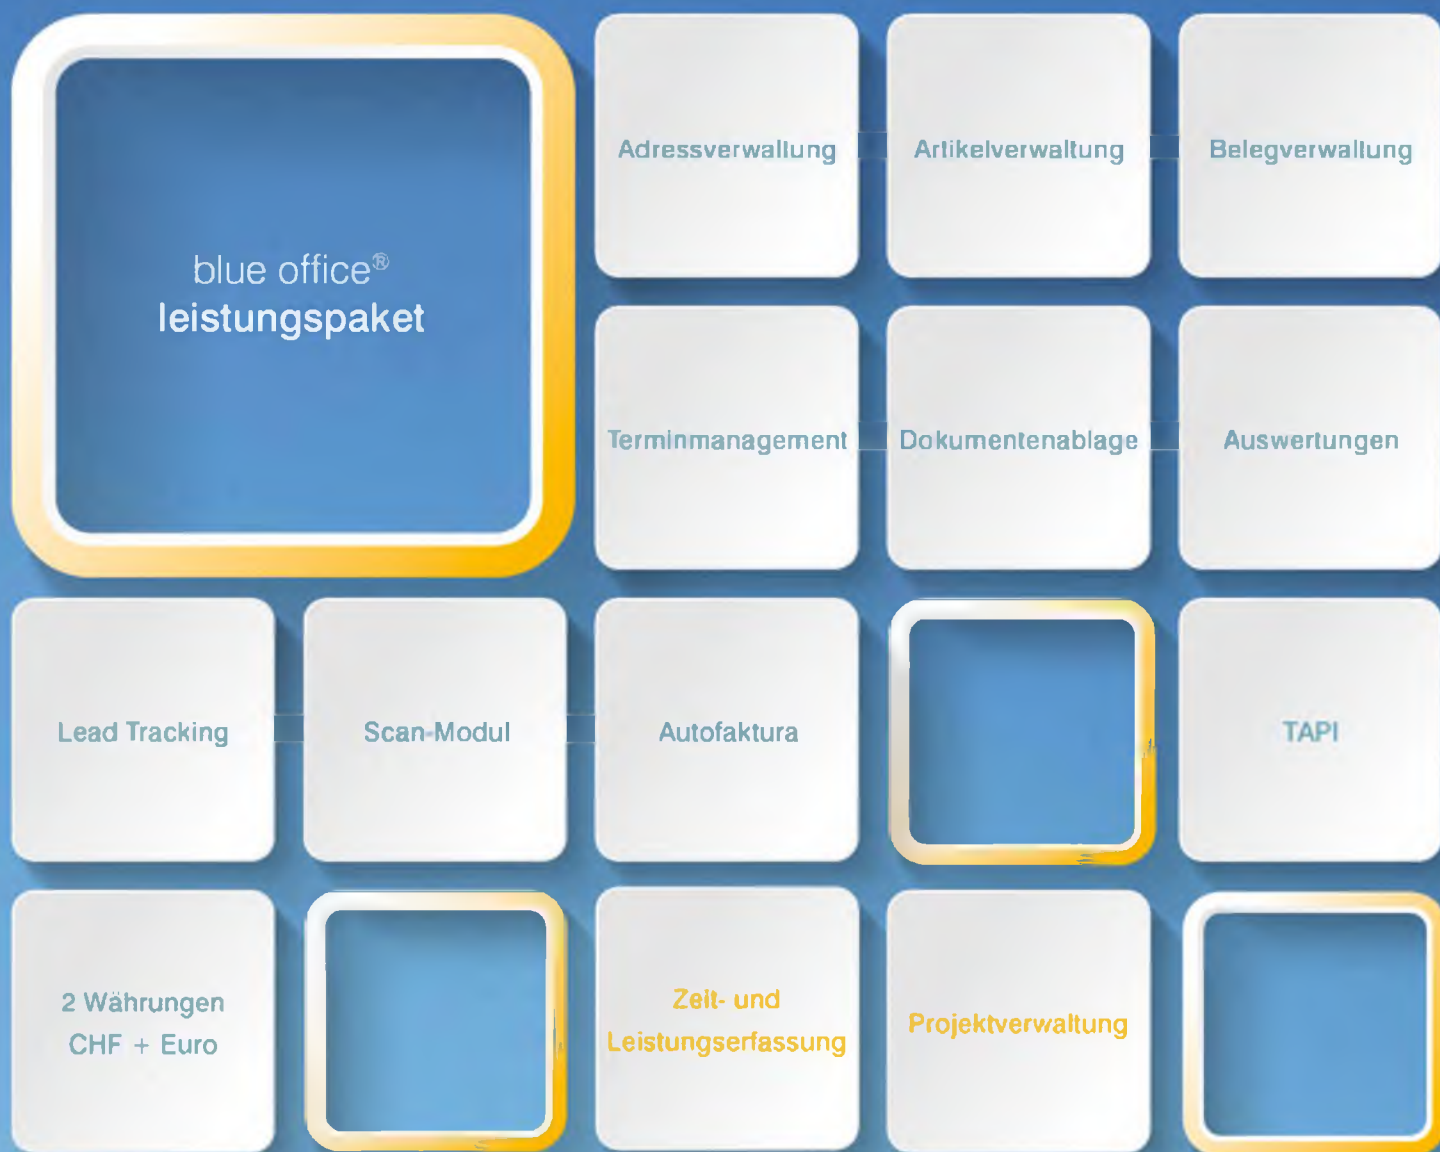 blue office®
leistungspaket
Adressverwaltung
Artikelverwaltung
Belegverwaltung
Terminmanagement
Dokumentenablage
Auswertungen
Lead Tracking
Scan-Modul
Autofaktura
TAPI
2 Währungen
CHF + Euro
Zeit- und
Leistungserfassung
Projektverwaltung